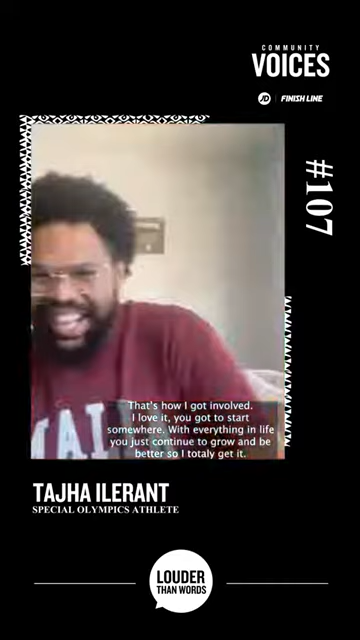 COMMUNITY
VOICES
JD | FINISH LINE
#107
That's how I got involved.
I love it, you got to start
somewhere. With everything in life
you just continue to grow and be
better so I totaly get it.
TAJHA ILERANT
SPECIAL OLYMPICS ATHLETE
LOUDER
THAN WORDS